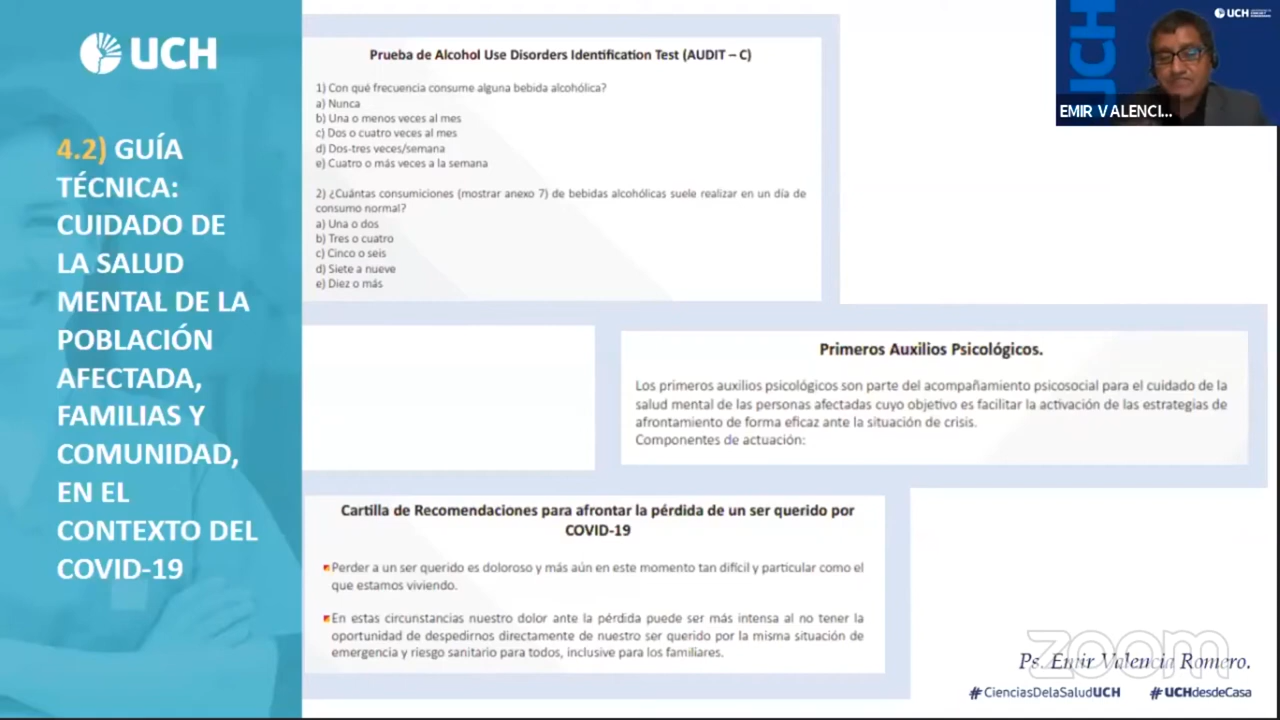 UCH
4.2) GUÍA
TÉCNICA:
CUIDADO DE
LA SALUD
MENTAL DE LA
POBLACIÓN
AFECTADA,
FAMILIAS Y
COMUNIDAD,
EN EL
CONTEXTO DEL
COVID-19
Prueba de Alcohol Use Disorders Identification Test (AUDIT – C)
1) Con qué frecuencia consume alguna bebida alcohólica?
a) Nunca
b) Una o menos veces al mes
c) Dos o cuatro veces al mes
d) Dos-tres veces/semana
e) Cuatro o más veces a la semana
2) ¿Cuántas consumiciones (mostrar anexo 7) de bebidas alcohólicas suele realizar en un día de
consumo normal?
a) Una o dos
b) Tres o cuatro
c) Cinco o seis
d) Siete a nueve
e) Diez o más
Primeros Auxilios Psicológicos.
Los primeros auxilios psicológicos son parte del acompañamiento psicosocial para el cuidado de la
salud mental de las personas afectadas cuyo objetivo es facilitar la activación de las estrategias de
afrontamiento de forma eficaz ante la situación de crisis.
Componentes de actuación:
Cartilla de Recomendaciones para afrontar la pérdida de un ser querido por
COVID-19
Perder a un ser querido es doloroso y más aún en este momento tan difícil y particular como el
que estamos viviendo.
En estas circunstancias nuestro dolor ante la pérdida puede ser más intensa al no tener la
oportunidad de despedirnos directamente de nuestro ser querido por la misma situación de
emergencia y riesgo sanitario para todos, inclusive para los familiares.
UCH
UCH
EMIR VALENCI...
zoom
Ps. Emir Valencia Romero.
#CienciasDelaSaludUCH #UCHdesdeCasa